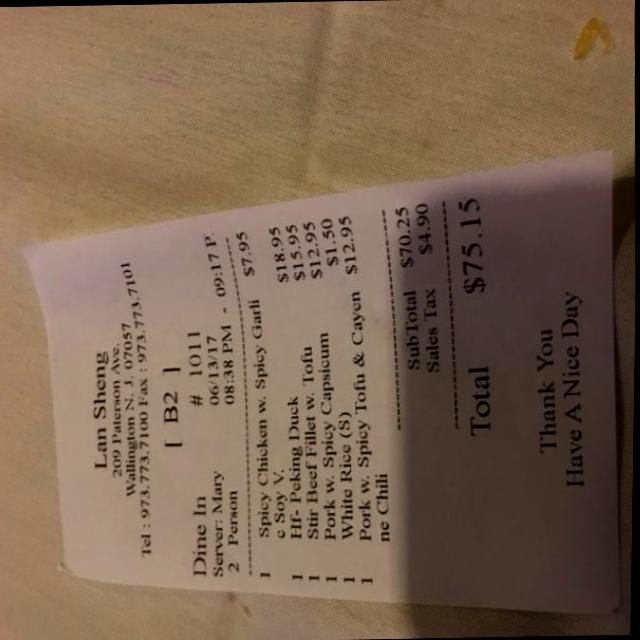 Lan Sheng
209 Paterson Ave.
Wallington N. J. 07057
Tel : 973.773.7100 Fax : 973.773.7101
[ B2 ]
Dine In # 1011
Server: Mary 06/13/17
2 Person 08:38 PM - 09:17 P
1 Spicy Chicken w. Spicy Garli $7.95
c Soy V.
1 Hf- Peking Duck $18.95
1 Stir Beef Fillet w. Tofu $15.95
1 Pork w. Spicy Capsicum $12.95
1 White Rice (S) $1.50
1 Pork w. Spicy Tofu & Cayen $12.95
ne Chili
SubTotal $70.25
Sales Tax $4.90
Total $75.15
Thank You
Have A Nice Day